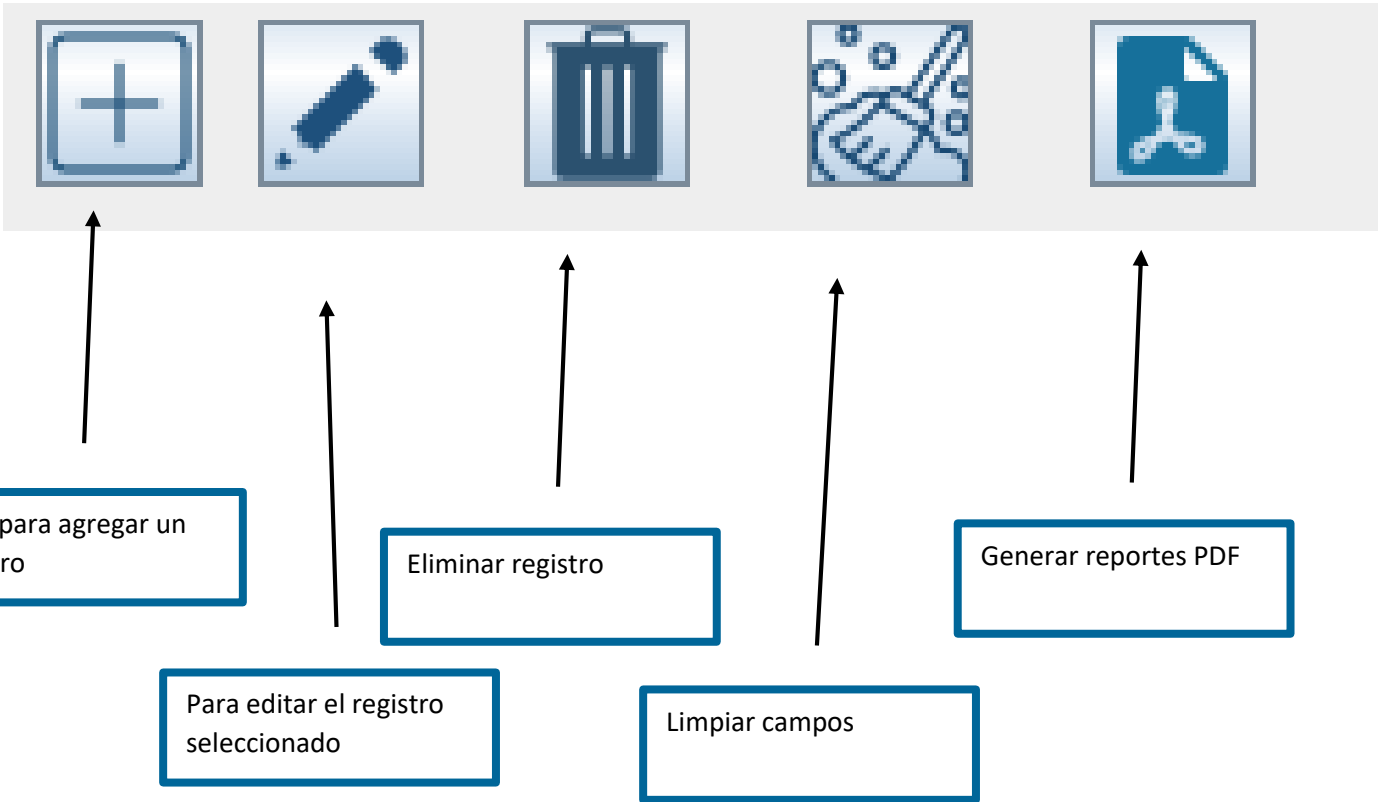 para agregar un
ro
Eliminar registro
Generar reportes PDF
Para editar el registro
seleccionado
Limpiar campos